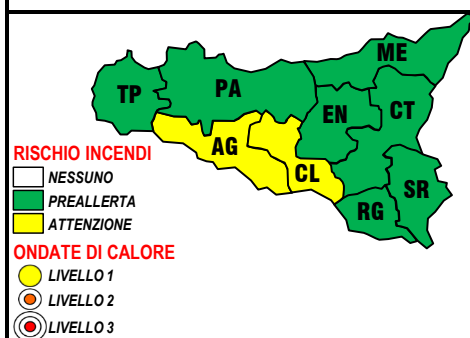 ME
TP
PA
EN
CT
AG
CL
SR
RG
RISCHIO INCENDI
NESSUNO
PREALLERTA
ATTENZIONE
ONDATE DI CALORE
LIVELLO 1
LIVELLO 2
LIVELLO 3